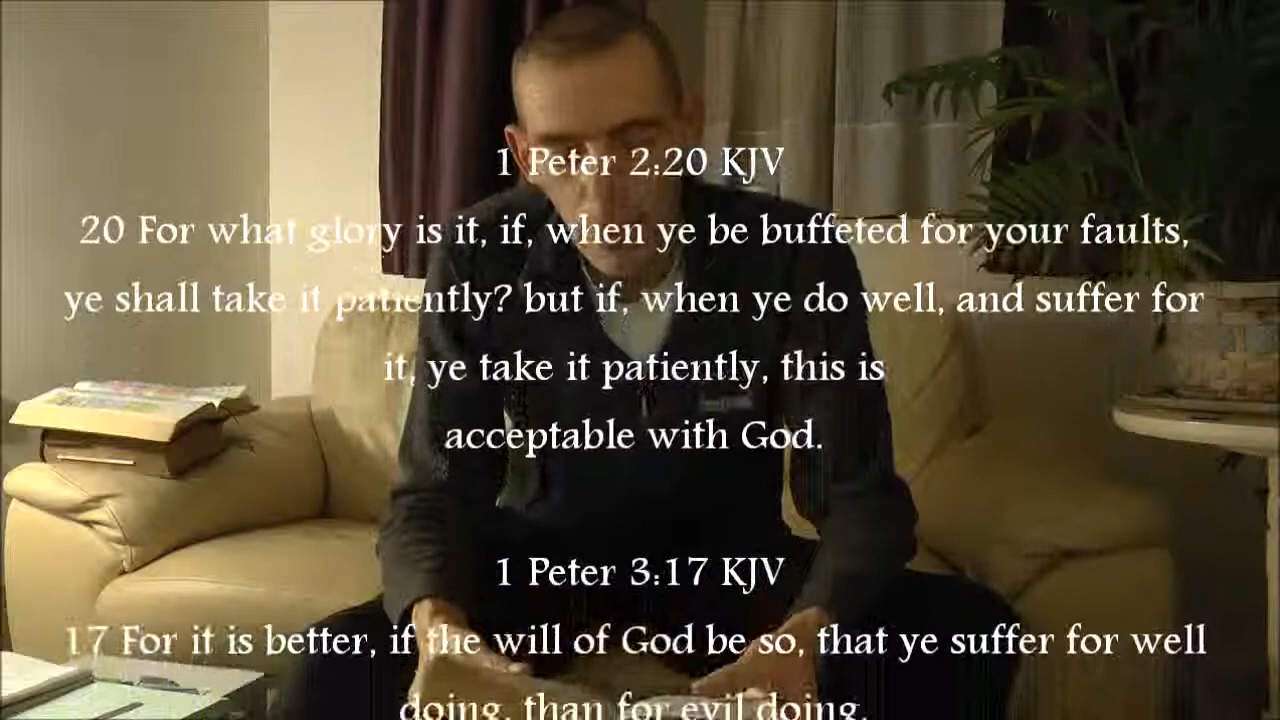 1 Peter 2:20 KJV
20 For what glory is it, if, when ye be buffeted for your faults,
ye shall take it patiently? but if, when ye do well, and suffer for
it, ye take it patiently, this is
acceptable with God.
1 Peter 3:17 KJV
17 For it is better, if the will of God be so, that ye suffer for well
doing, than for evil doing.